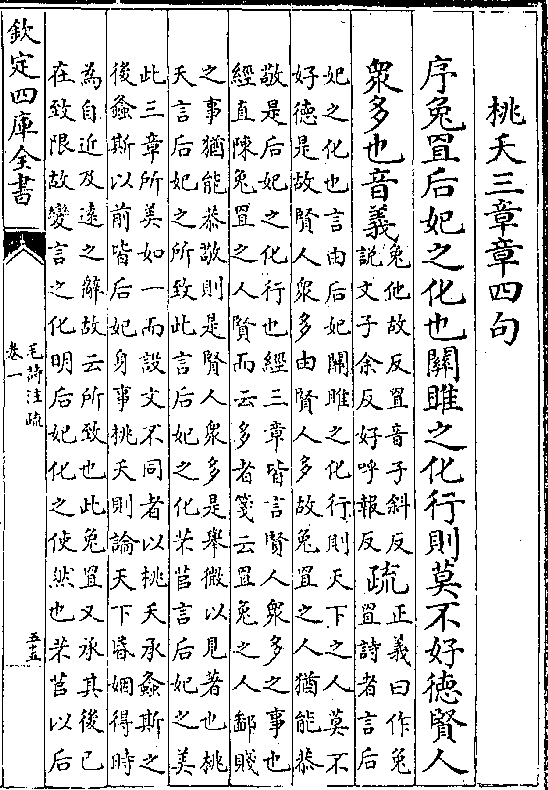 桃夭三章章四句
序兔罝后妃之化也關雎之化行則莫不好德賢人
衆多也音義兔他故反罝音子斜反
説文子余反好呼報反
疏正義曰作兔
罝詩者言后
妃之化也言由后妃關雎之化行則天下之人莫不
好德是故賢人衆多由賢人多故兔罝之人猶能恭
敬是后妃之化行也經三章皆言賢人衆多之事也
經直陳兔罝之人賢而云多者箋云罝兔之人鄙賤
之事猶能恭敬則是賢人衆多是舉微以見著也桃
夭言后妃之所致此言后妃之化芣苢言后妃之美
此三章所美如一而設文不同者以桃夭承螽斯之
後螽斯以前皆后妃身事桃夭則論天下昏姻得時
為自近及遠之辭故云所致也此兔罝又承其後已
在致限故變言之化明后妃化之使然也芣苢以后
欽定四庫全書
毛詩注疏
卷一
五十五